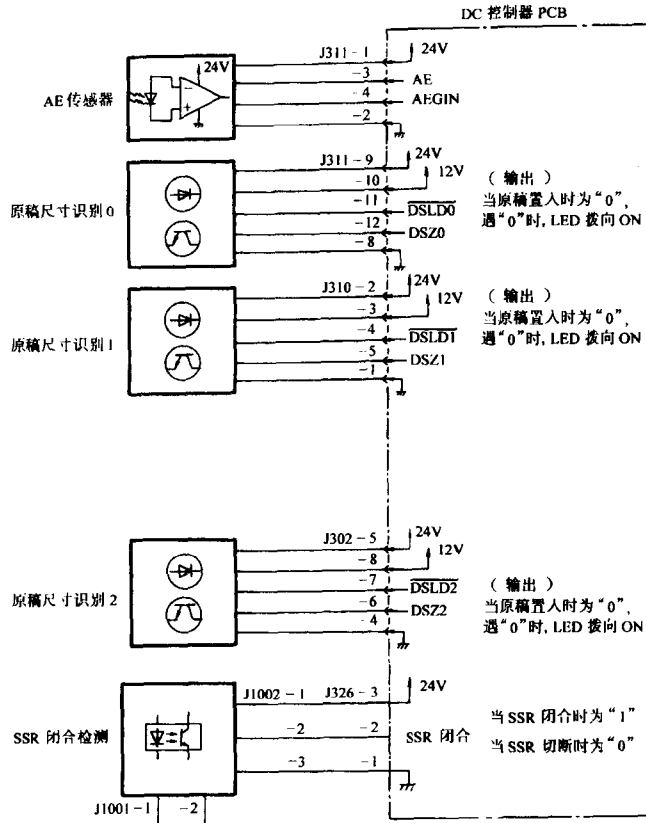 DC 控制器 PCB
J311-1
24V
24V
-3
AE
AE传感器
-4
AEGIN
-2
J311-9
24V
-10
12V
(输出)
-11
DSLD0
当原稿置入时为“0”,
原稿尺寸识别0
-12
DSZ0
遇“0”时, LED 拨向 ON
-8
J310-2
24V
-3
12V
(输出)
-4
DSLD1
当原稿置入时为“0”,
原稿尺寸识别1
-5
DSZ1
遇“0”时, LED 拨向 ON
-1
J302-5
24V
-8
12V
-7
DSLD2
(输出)
原稿尺寸识别2
-6
DSZ2
当原稿置入时为“0”,
-4
遇“0”时, LED 拨向 ON
J1002-1
J326-3
24V
当 SSR 闭合时为“1”
SSR 闭合检测
-2
-2
SSR 闭合
当 SSR 切断时为“0”
-3
-1
J1001-1
-2